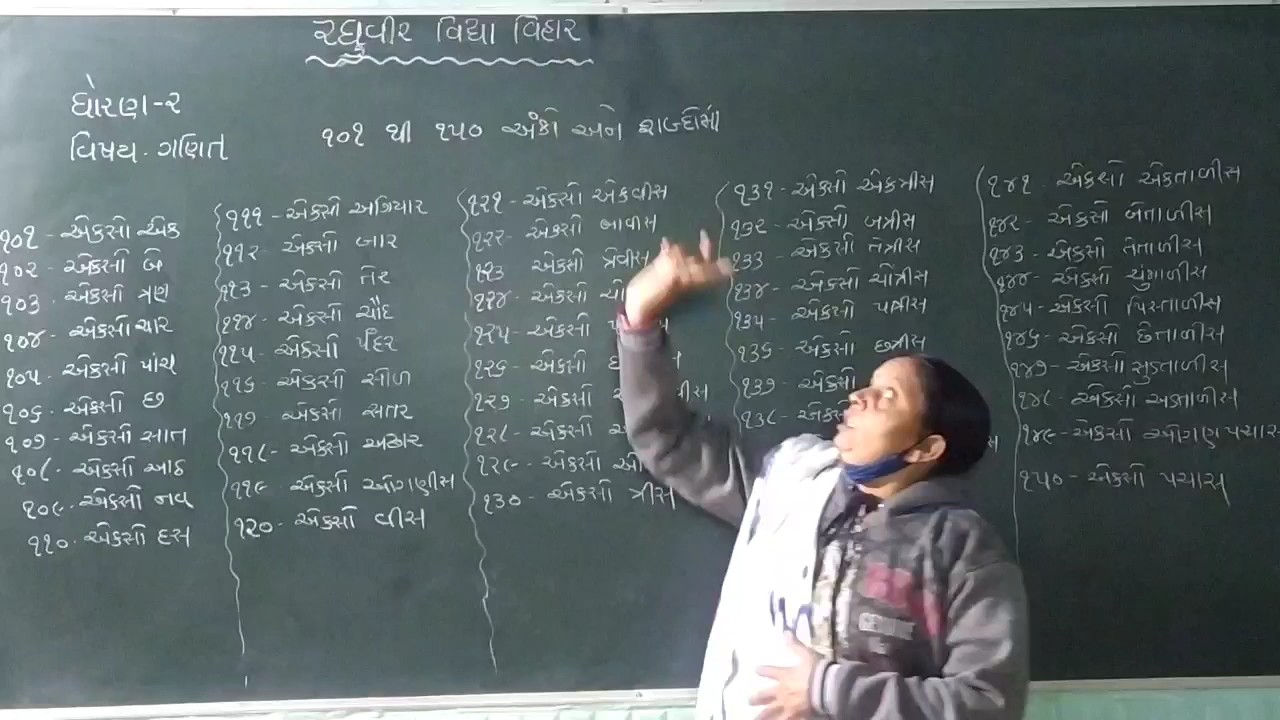 રઘુવીર વિદ્યા વિહાર
ધોરણ-૨
વિષય. ગણિત
૧૦૧ થી ૧૫૦ અંકો અને શબ્દોમાં
૧૦૧ - એકસો એક
૧૦૨ - એકસો બે
૧૦૩ એકસો ત્રણ
૧૦૪ - એકસો ચાર
૧૦૫ એકસો પાંચ
૧૦૬ - એકસો છ
૧૦૭ - એકસો સાત
૧૦૮. એકસો આઠ
૧૦૯. એકસો નવ
૧૧૦. એકસો દસ
૧૧૧ - એકસો અગિયાર
૧૧૨ - એકસો બાર
૧૧૩ - એકસો તેર
૧૧૪ - એકસો ચૌદ
૧૧૫ - એકસો પંદર
૧૧૬ - એકસો સોળ
૧૧૭ - એકસો સતર
૧૧૮ - એકસો અઢાર
૧૧૯ એકસો ઓગણીસ
૧૨૦ - એકસો વીસ
૧૨૧ - એકસો એકવીસ
૧૨૨ - એકસો બાવીસ
૧૨૩ એકસો ત્રેવીસ
૧૨૪ - એકસો
૧૨૫ - એકસો
૧૨૬ - એકસો
૧૨૭ - એકસો
૧૨૮ - એકસો
૧૨૯ - એકસો
૧૩૦ - એકસો ત્રીસ
૧૩૧ - એકસો એકત્રીસ
૧૩૨ - એકસો બત્રીસ
૧૩૩ - એકસો તેત્રીસ
૧૩૪ - એકસો ચોત્રીસ
૧૩૫ - એકસો પાત્રીસ
૧૩૬ - એકસો છત્રીસ
૧૩૭ - એકસો
૧૩૮ - એકસો
૧૪૧ - એકસો એકતાળીસ
૧૪૨ - એકસો બેતાળીસ
૧૪૩ - એકસો તેતાળીસ
૧૪૪ - એકસો ચુંમાળીસ
૧૪૫ - એકસો પિસ્તાળીસ
૧૪૬ - એકસો છેતાળીસ
૧૪૭ - એકસો સુડતાળીસ
૧૪૮ - એકસો અડતાળીસ
૧૪૯ - એકસો ઓગણપચાસ
૧૫૦ - એકસો પચાસ